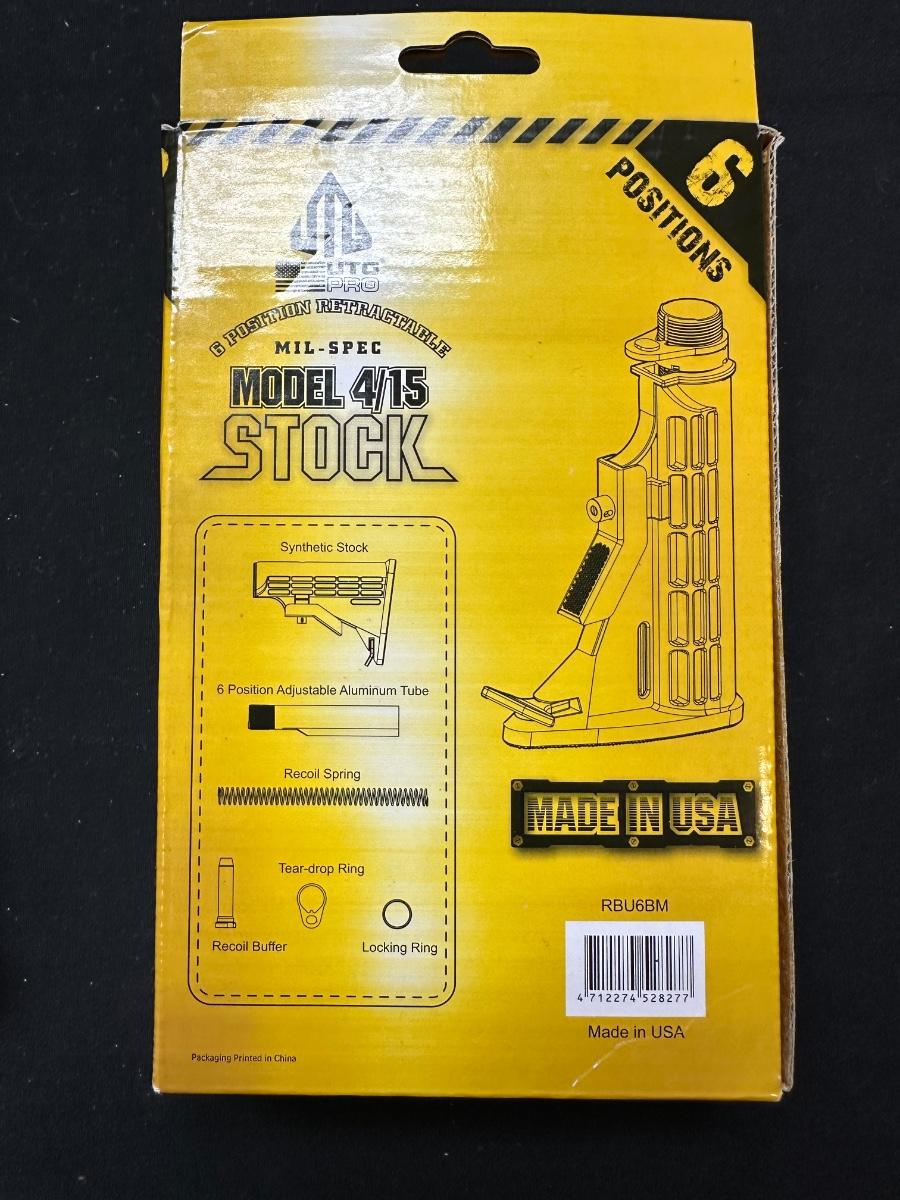 6
POSITIONS
UTG
PRO
6 POSITION RETRACTABLE
MIL-SPEC
MODEL 4/15
STOCK
Synthetic Stock
6 Position Adjustable Aluminum Tube
Recoil Spring
Tear-drop Ring
Recoil Buffer
Locking Ring
MADE IN USA
RBU6BM
4 712274 528277
Made in USA
Packaging Printed in China